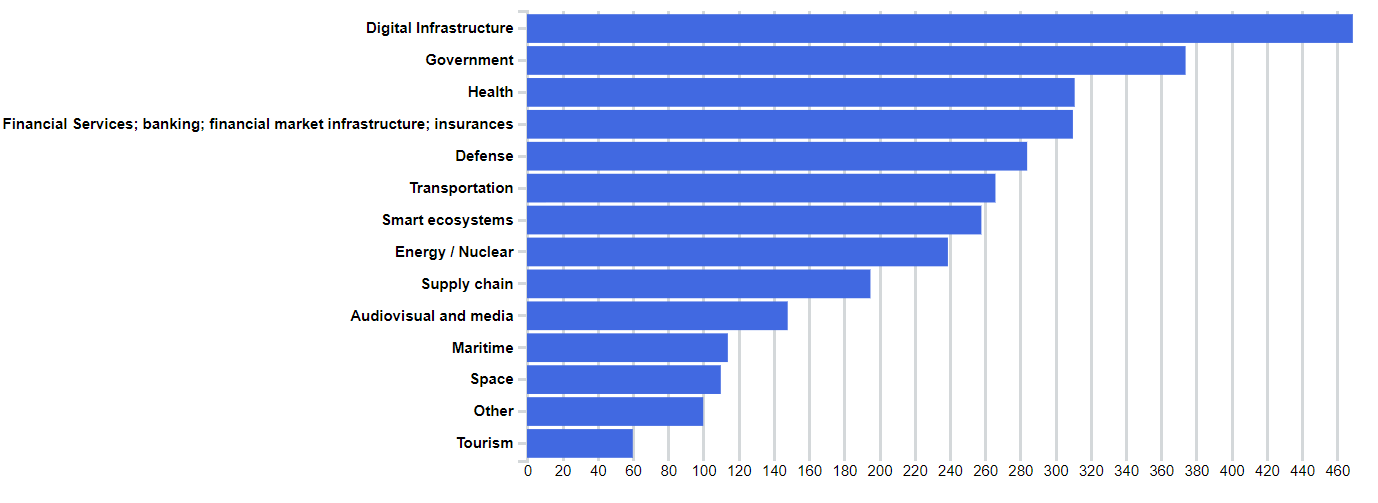 Digital Infrastructure
Government
Health
Financial Services; banking; financial market infrastructure; insurances
Defense
Transportation
Smart ecosystems
Energy / Nuclear
Supply chain
Audiovisual and media
Maritime
Space
Other
Tourism
0 20 40 60 80 100 120 140 160 180 200 220 240 260 280 300 320 340 360 380 400 420 440 460